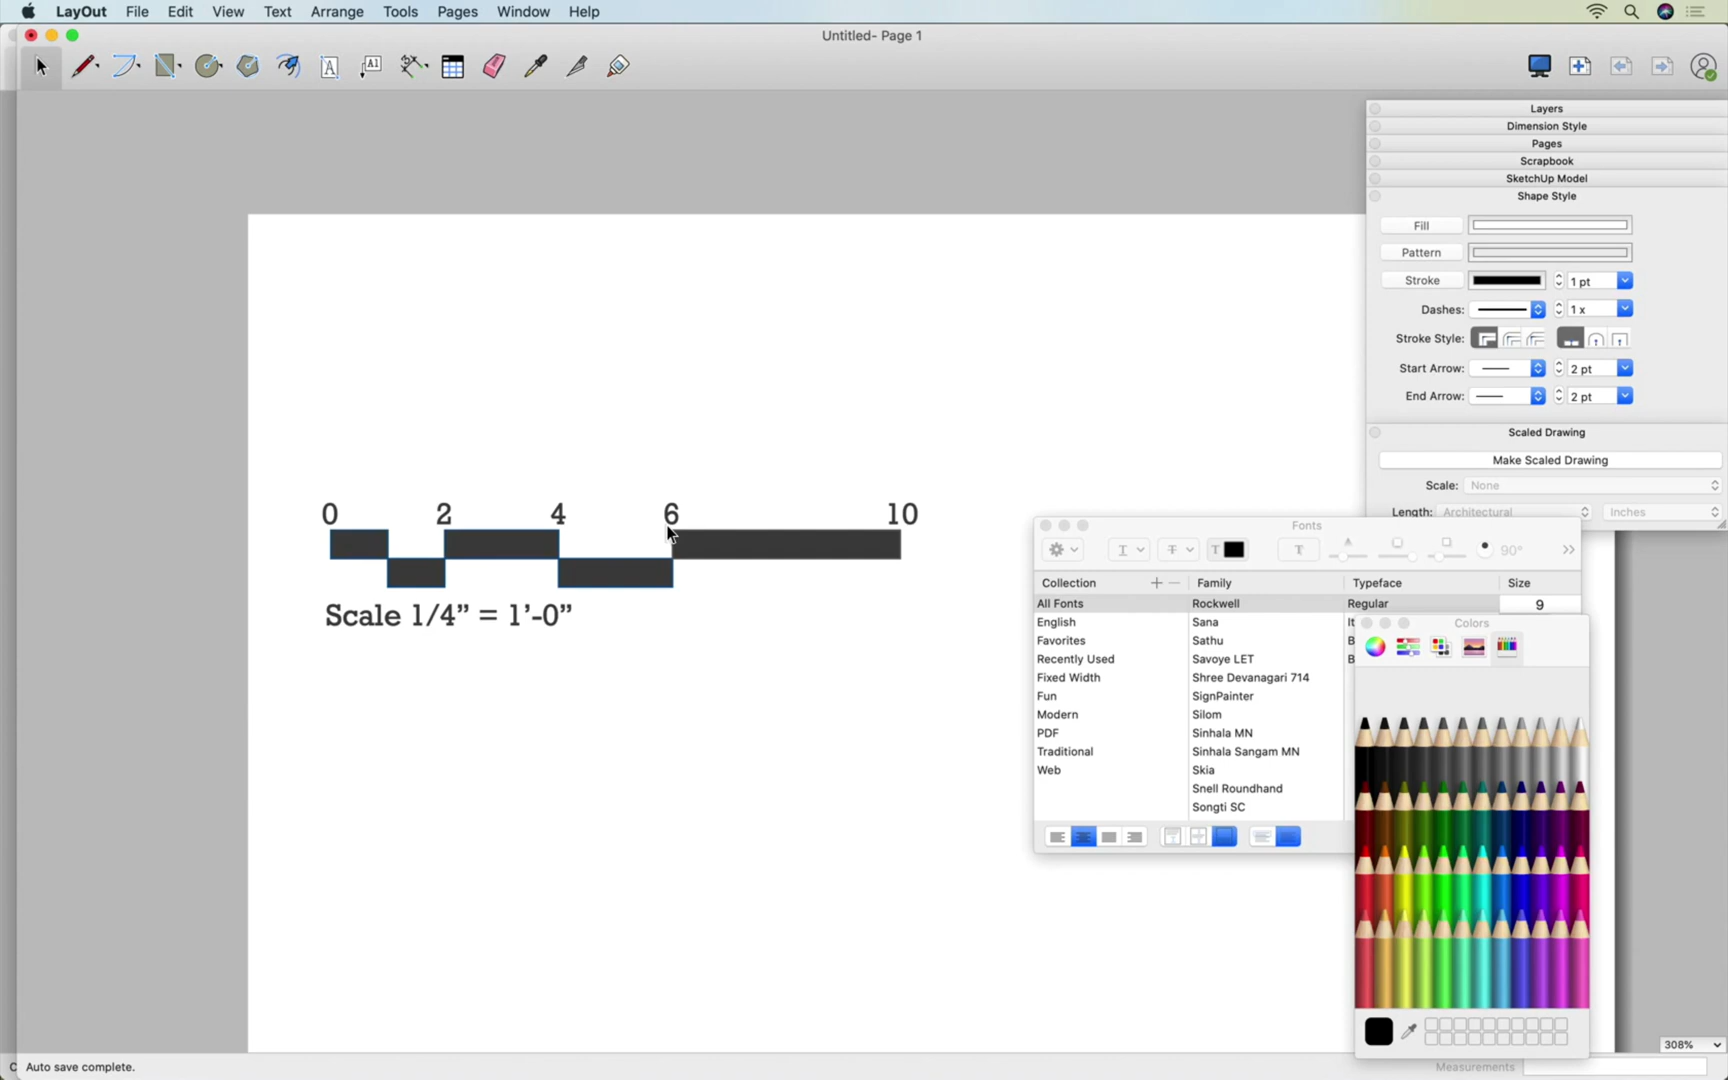 LayOut File Edit View Text Arrange Tools Pages Window Help
Untitled- Page 1
Layers
Dimension Style
Pages
Scrapbook
SketchUp Model
Shape Style
Fill
Pattern
Stroke 1 pt
Dashes: 1 x
Stroke Style:
Start Arrow: 2 pt
End Arrow: 2 pt
Scaled Drawing
Make Scaled Drawing
Scale: None
Length: Architectural Inches
0 2 4 6 10
Scale 1/4” = 1’-0”
Fonts
90°
Collection Family Typeface Size
All Fonts Rockwell Regular 9
English Sana
Favorites Sathu
Recently Used Savoye LET
Fixed Width Shree Devanagari 714
Fun SignPainter
Modern Silom
PDF Sinhala MN
Traditional Sinhala Sangam MN
Web Skia
Snell Roundhand
Songti SC
Colors
308%
Auto save complete.
Measurements